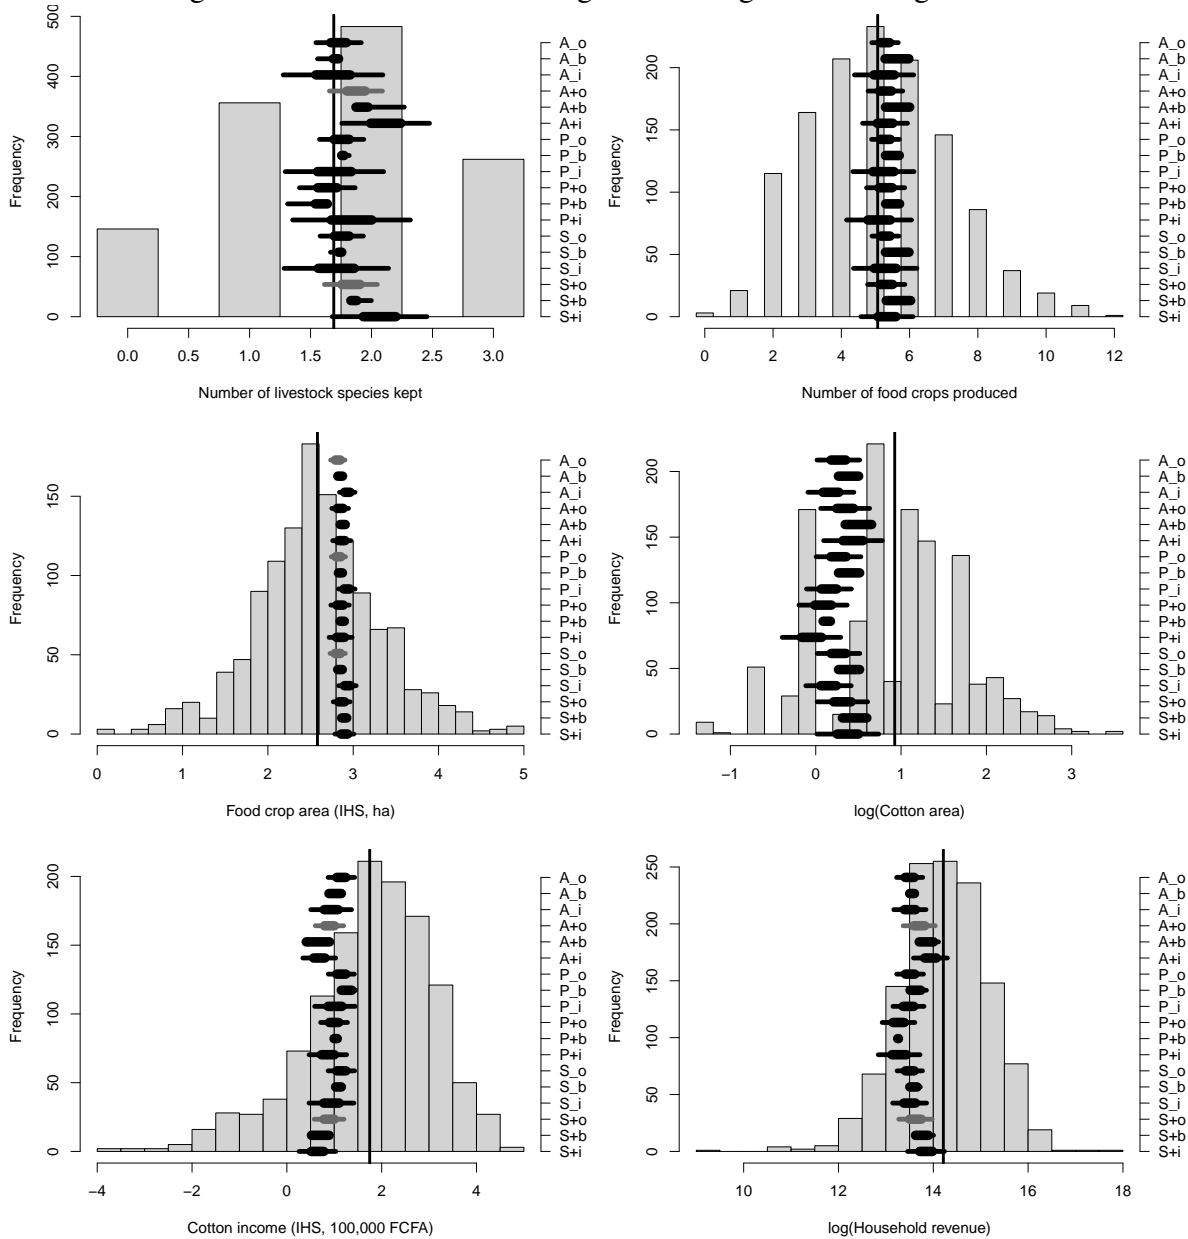 500
400
300
200
100
0
Frequency
0.0 0.5 1.0 1.5 2.0 2.5 3.0
Number of livestock species kept
A_o
A_b
A_i
A+o
A+b
A+i
P_o
P_b
P_i
P+o
P+b
P+i
S_o
S_b
S_i
S+o
S+b
S+i
200
150
100
50
0
Frequency
0 2 4 6 8 10 12
Number of food crops produced
A_o
A_b
A_i
A+o
A+b
A+i
P_o
P_b
P_i
P+o
P+b
P+i
S_o
S_b
S_i
S+o
S+b
S+i
150
100
50
0
Frequency
0 1 2 3 4 5
Food crop area (IHS, ha)
A_o
A_b
A_i
A+o
A+b
A+i
P_o
P_b
P_i
P+o
P+b
P+i
S_o
S_b
S_i
S+o
S+b
S+i
200
150
100
50
0
Frequency
−1 0 1 2 3
log(Cotton area)
A_o
A_b
A_i
A+o
A+b
A+i
P_o
P_b
P_i
P+o
P+b
P+i
S_o
S_b
S_i
S+o
S+b
S+i
200
150
100
50
0
Frequency
−4 −2 0 2 4
Cotton income (IHS, 100,000 FCFA)
A_o
A_b
A_i
A+o
A+b
A+i
P_o
P_b
P_i
P+o
P+b
P+i
S_o
S_b
S_i
S+o
S+b
S+i
250
200
150
100
50
0
Frequency
10 12 14 16 18
log(Household revenue)
A_o
A_b
A_i
A+o
A+b
A+i
P_o
P_b
P_i
P+o
P+b
P+i
S_o
S_b
S_i
S+o
S+b
S+i